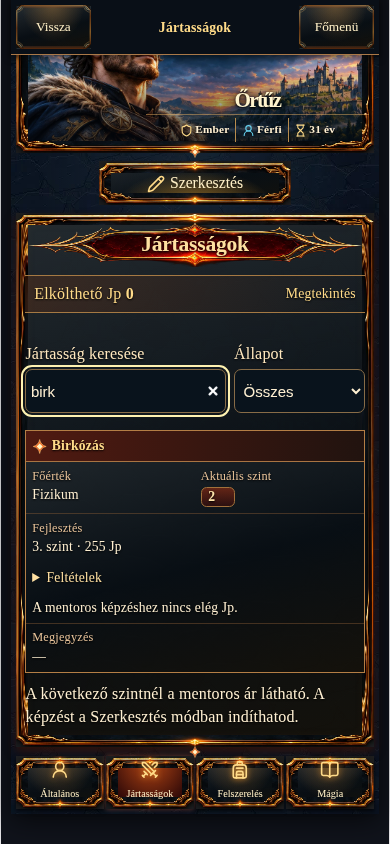 Vissza
Jártasságok
Főmenü
Őrtűz
Ember
Férfi
31 év
Szerkesztés
Jártasságok
Elkölthető Jp 0
Megtekintés
Jártasság keresése
Állapot
birk
Összes
Birkózás
Főérték
Aktuális szint
Fizikum
2
Fejlesztés
3. szint · 255 Jp
Feltételek
A mentoros képzéshez nincs elég Jp.
Megjegyzés
—
A következő szintnél a mentoros ár látható. A
képzést a Szerkesztés módban indíthatod.
Általános
Jártasságok
Felszerelés
Mágia